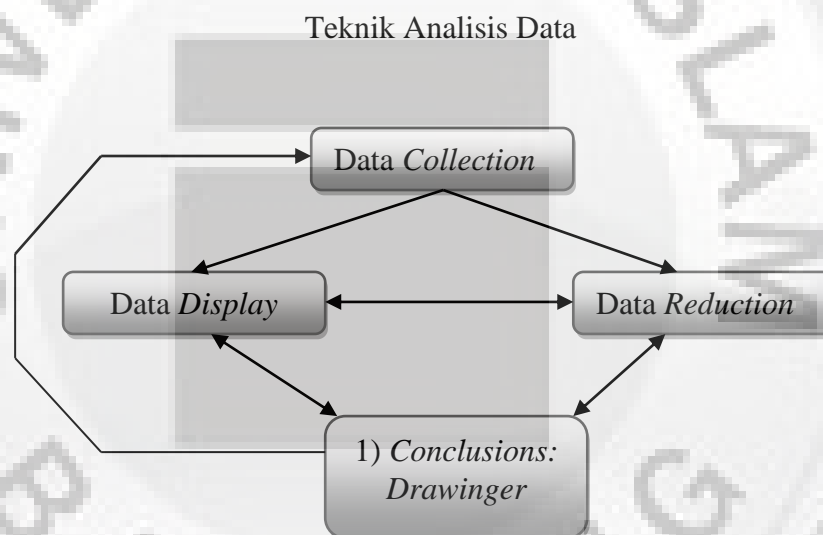 Teknik Analisis Data
Data Collection
Data Display
Data Reduction
1) Conclusions:
Drawinger